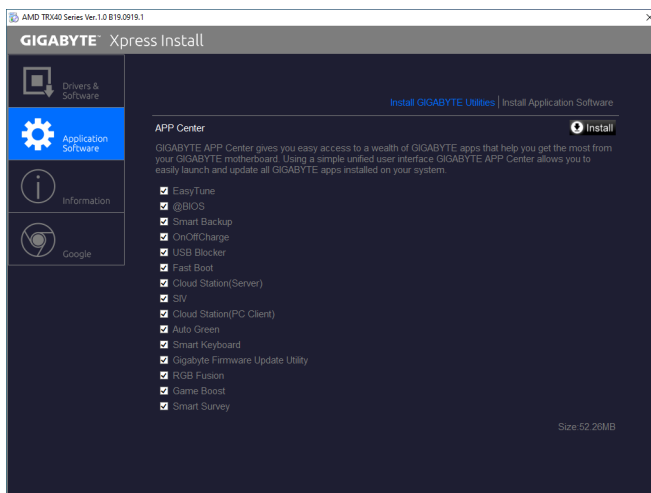 AMD TRX40 Series Ver.1.0 B19.0919.1
GIGABYTE™ Xpress Install
Drivers &
Software
Application
Software
Information
Google
Install GIGABYTE Utilities | Install Application Software
APP Center
Install
GIGABYTE APP Center gives you easy access to a wealth of GIGABYTE apps that help you get the most from
your GIGABYTE motherboard. Using a simple unified user interface GIGABYTE APP Center allows you to
easily launch and update all GIGABYTE apps installed on your system.
EasyTune
@BIOS
Smart Backup
OnOffCharge
USB Blocker
Fast Boot
Cloud Station(Server)
SIV
Cloud Station(PC Client)
Auto Green
Smart Keyboard
Gigabyte Firmware Update Utility
RGB Fusion
Game Boost
Smart Survey
Size:52.26MB